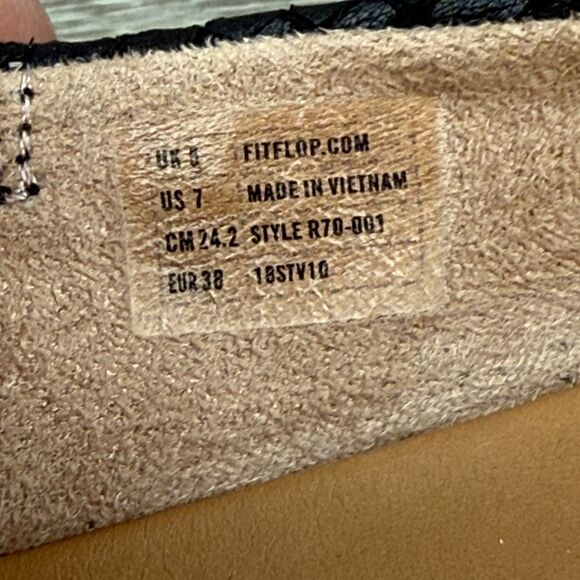 UK 5 FITFLOP.COM
US 7 MADE IN VIETNAM
CM 24.2 STYLE R70-001
EUR 38 18STV10